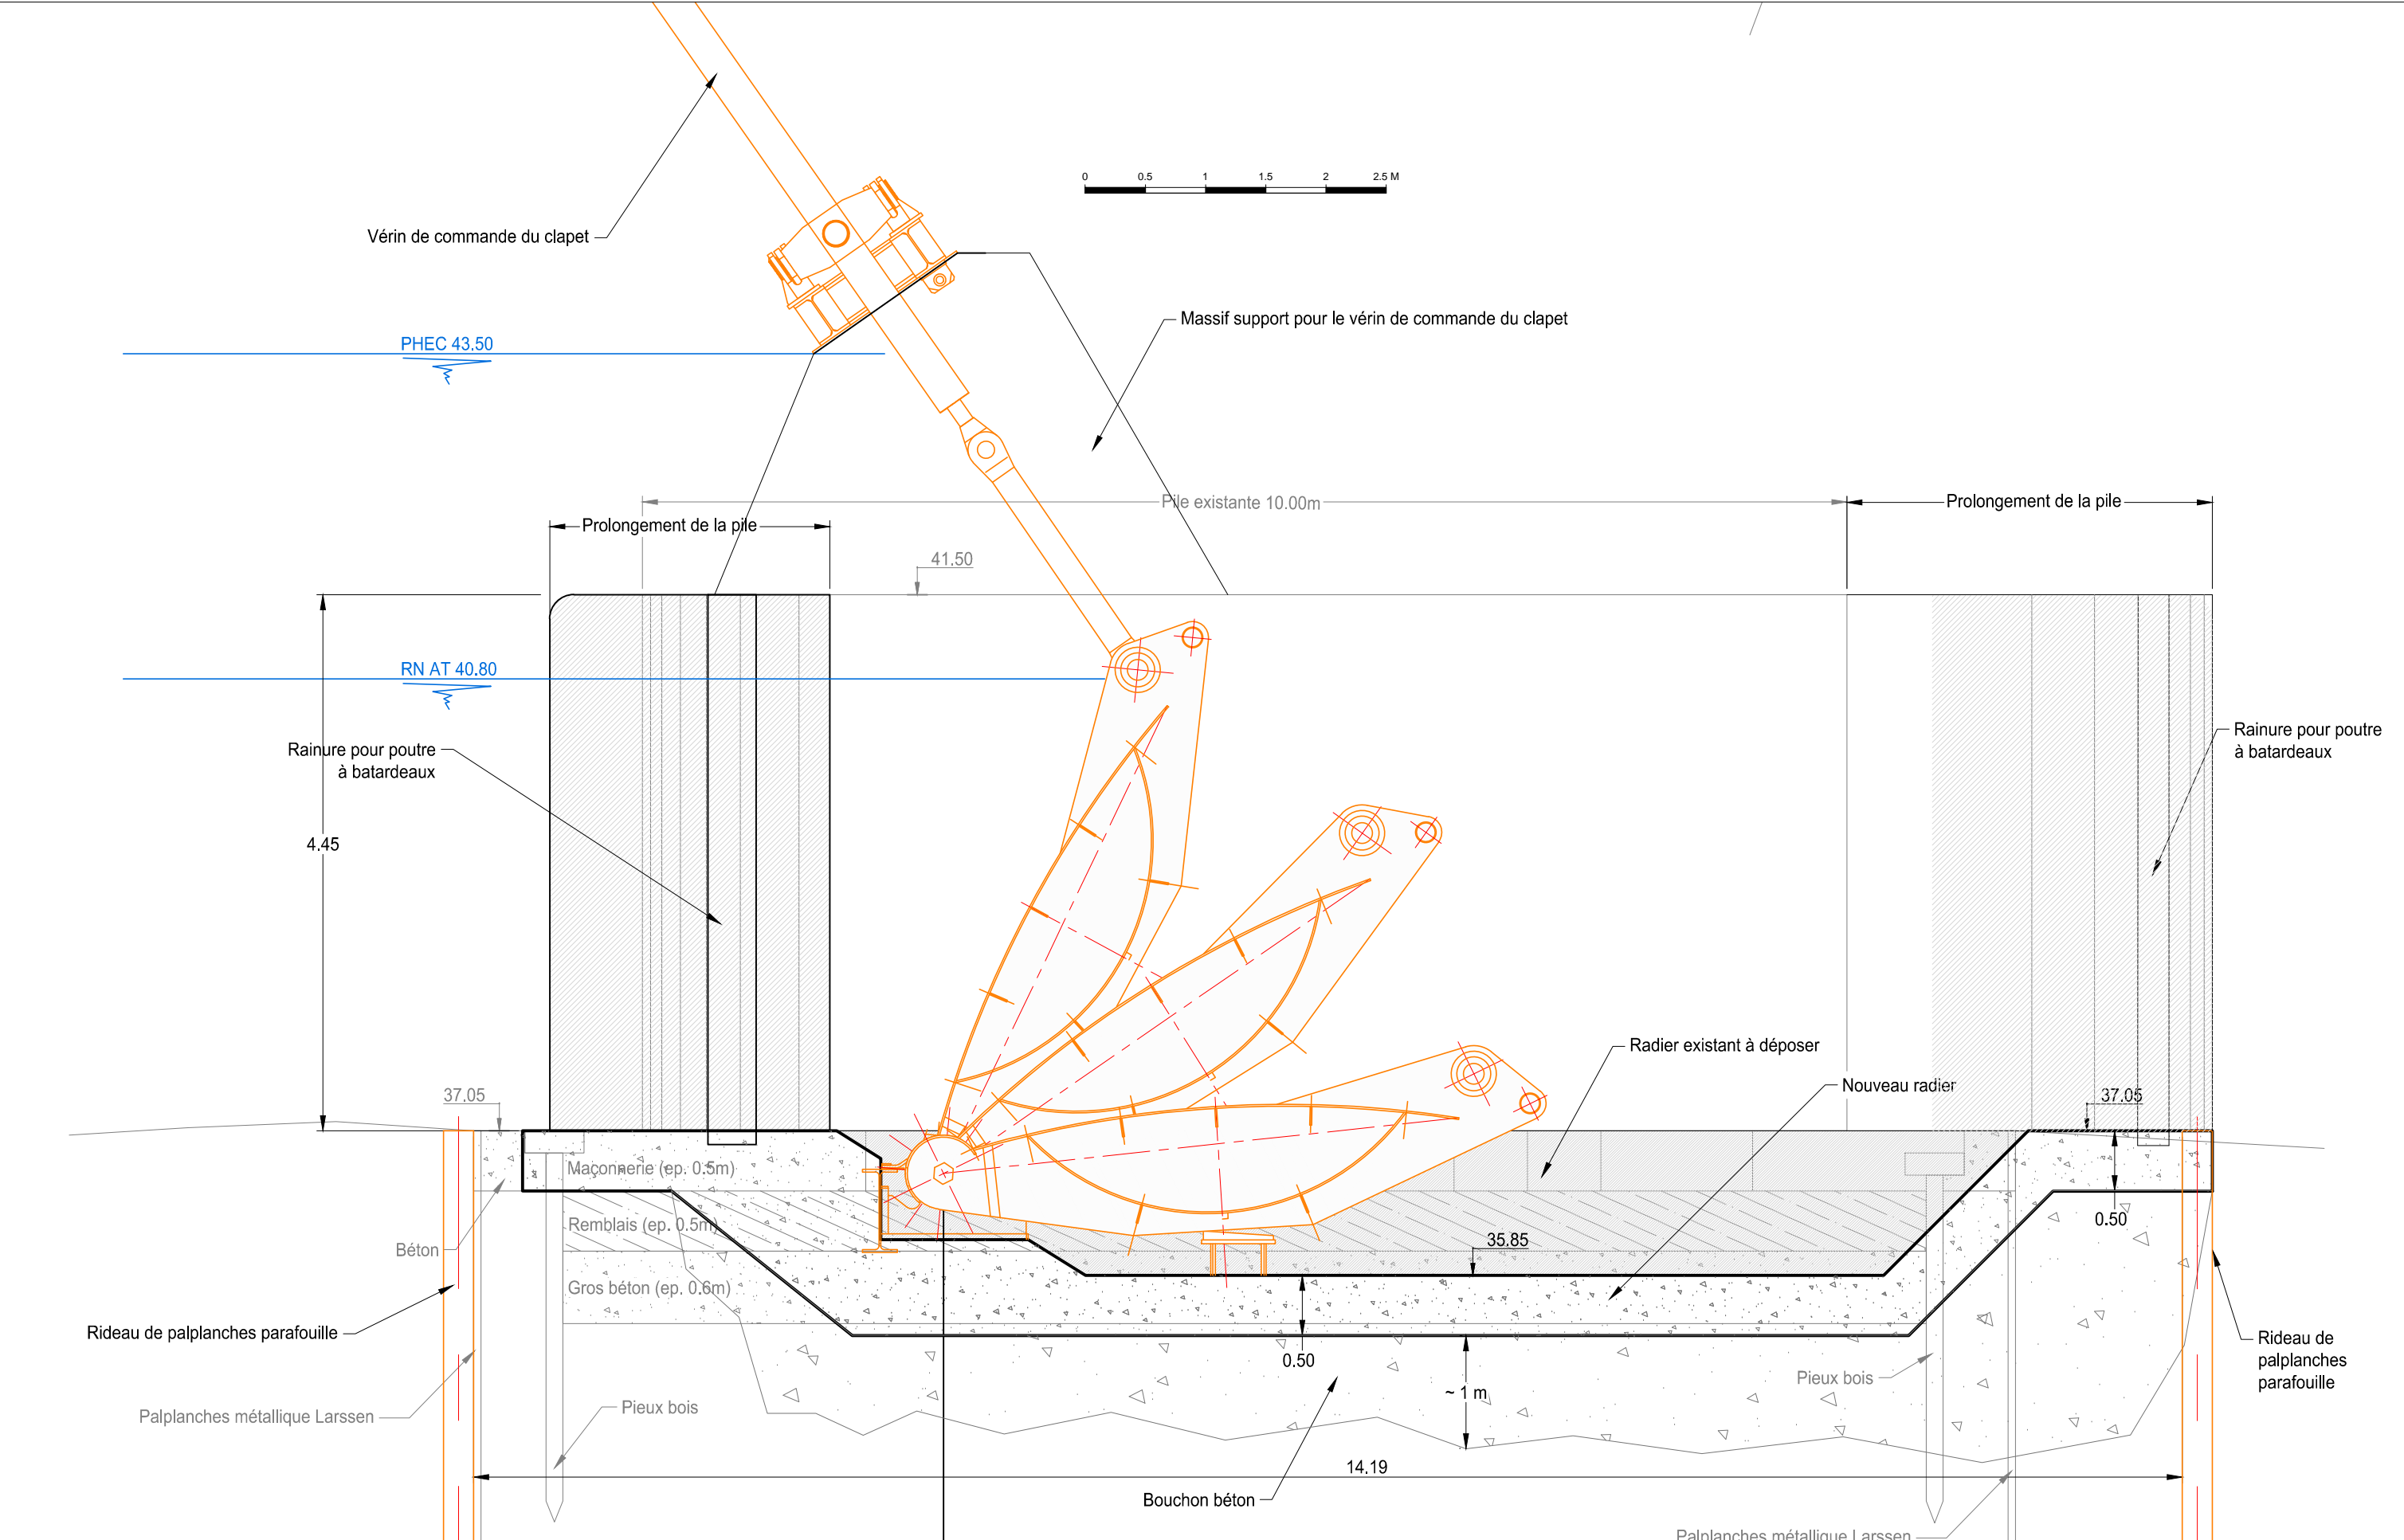 0 0.5 1 1.5 2 2.5 M
Vérin de commande du clapet
Massif support pour le vérin de commande du clapet
PHEC 43.50
Pile existante 10.00m
Prolongement de la pile
Prolongement de la pile
41.50
RN AT 40.80
Rainure pour poutre
à batardeaux
Rainure pour poutre
à batardeaux
4.45
Radier existant à déposer
Nouveau radier
37.05
37.05
Maçonnerie (ep. 0.5m)
Remblais (ep. 0.5m)
Gros béton (ep. 0.6m)
Béton
35.85
0.50
0.50
Rideau de palplanches parafouille
Rideau de
palplanches
parafouille
~ 1 m
Pieux bois
Pieux bois
Palplanches métallique Larssen
14.19
Bouchon béton
Palplanches métallique Larssen